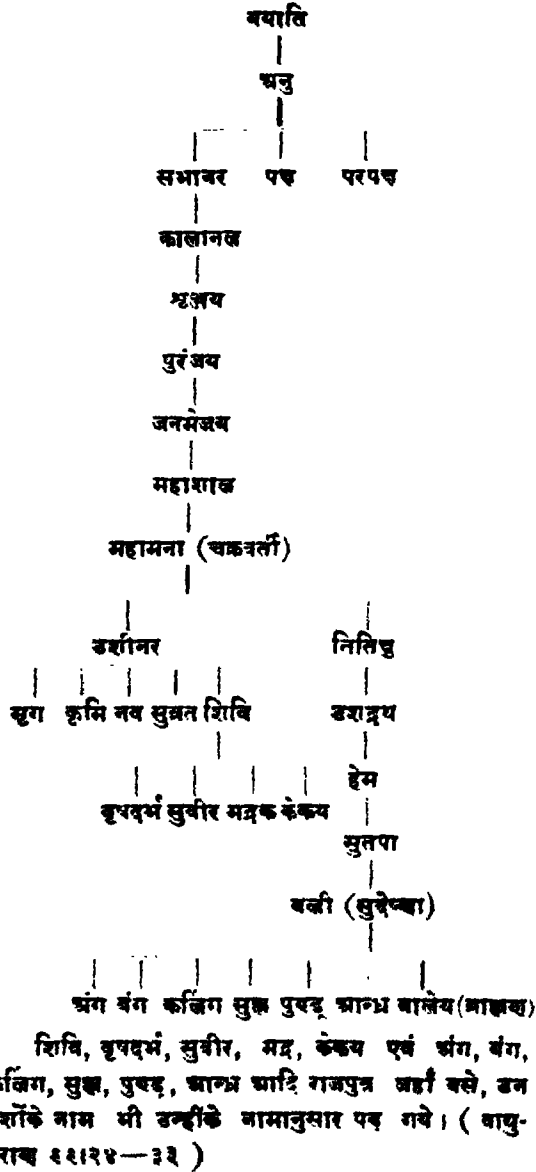 ययाति
अनु
सभानर पक्ष परपक्ष
कालानल
शृञ्जय
पुरंजय
जनमेजय
महाशाल
महामना (चक्रवर्ती)
उशीनर तितिक्षु
मृग कृमि नव सुव्रत शिवि उशद्रथ
हेम
वृषदर्भ सुवीर मद्रक केकय
सुतपा
बली (सुदेष्णा)
अंग बंग कलिंग सुह्म पुण्ड्र आन्ध्र बालेय (ब्राह्मण)
शिवि, वृषदर्भ, सुवीर, मद्र, केकय एवं अंग, बंग,
कलिंग, सुह्म, पुण्ड्र, आन्ध्र आदि राजपुत्र जहाँ बसे, उन
शोंके नाम भी उन्हींके नामानुसार पड़ गये। ( वायु-
राण ९९।२४—३३ )